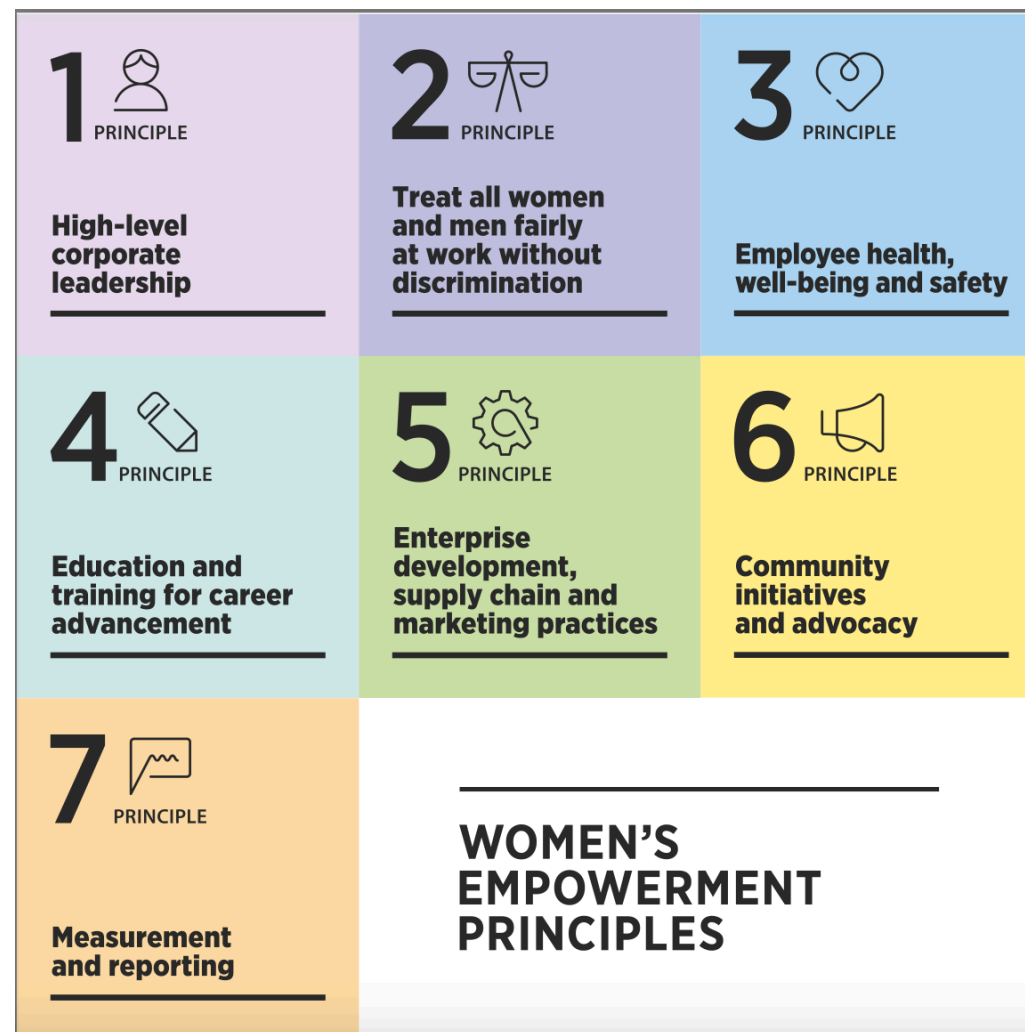 1 PRINCIPLE
High-level
corporate
leadership
2 PRINCIPLE
Treat all women
and men fairly
at work without
discrimination
3 PRINCIPLE
Employee health,
well-being and safety
4 PRINCIPLE
Education and
training for career
advancement
5 PRINCIPLE
Enterprise
development,
supply chain and
marketing practices
6 PRINCIPLE
Community
initiatives
and advocacy
7 PRINCIPLE
Measurement
and reporting
WOMEN’S
EMPOWERMENT
PRINCIPLES